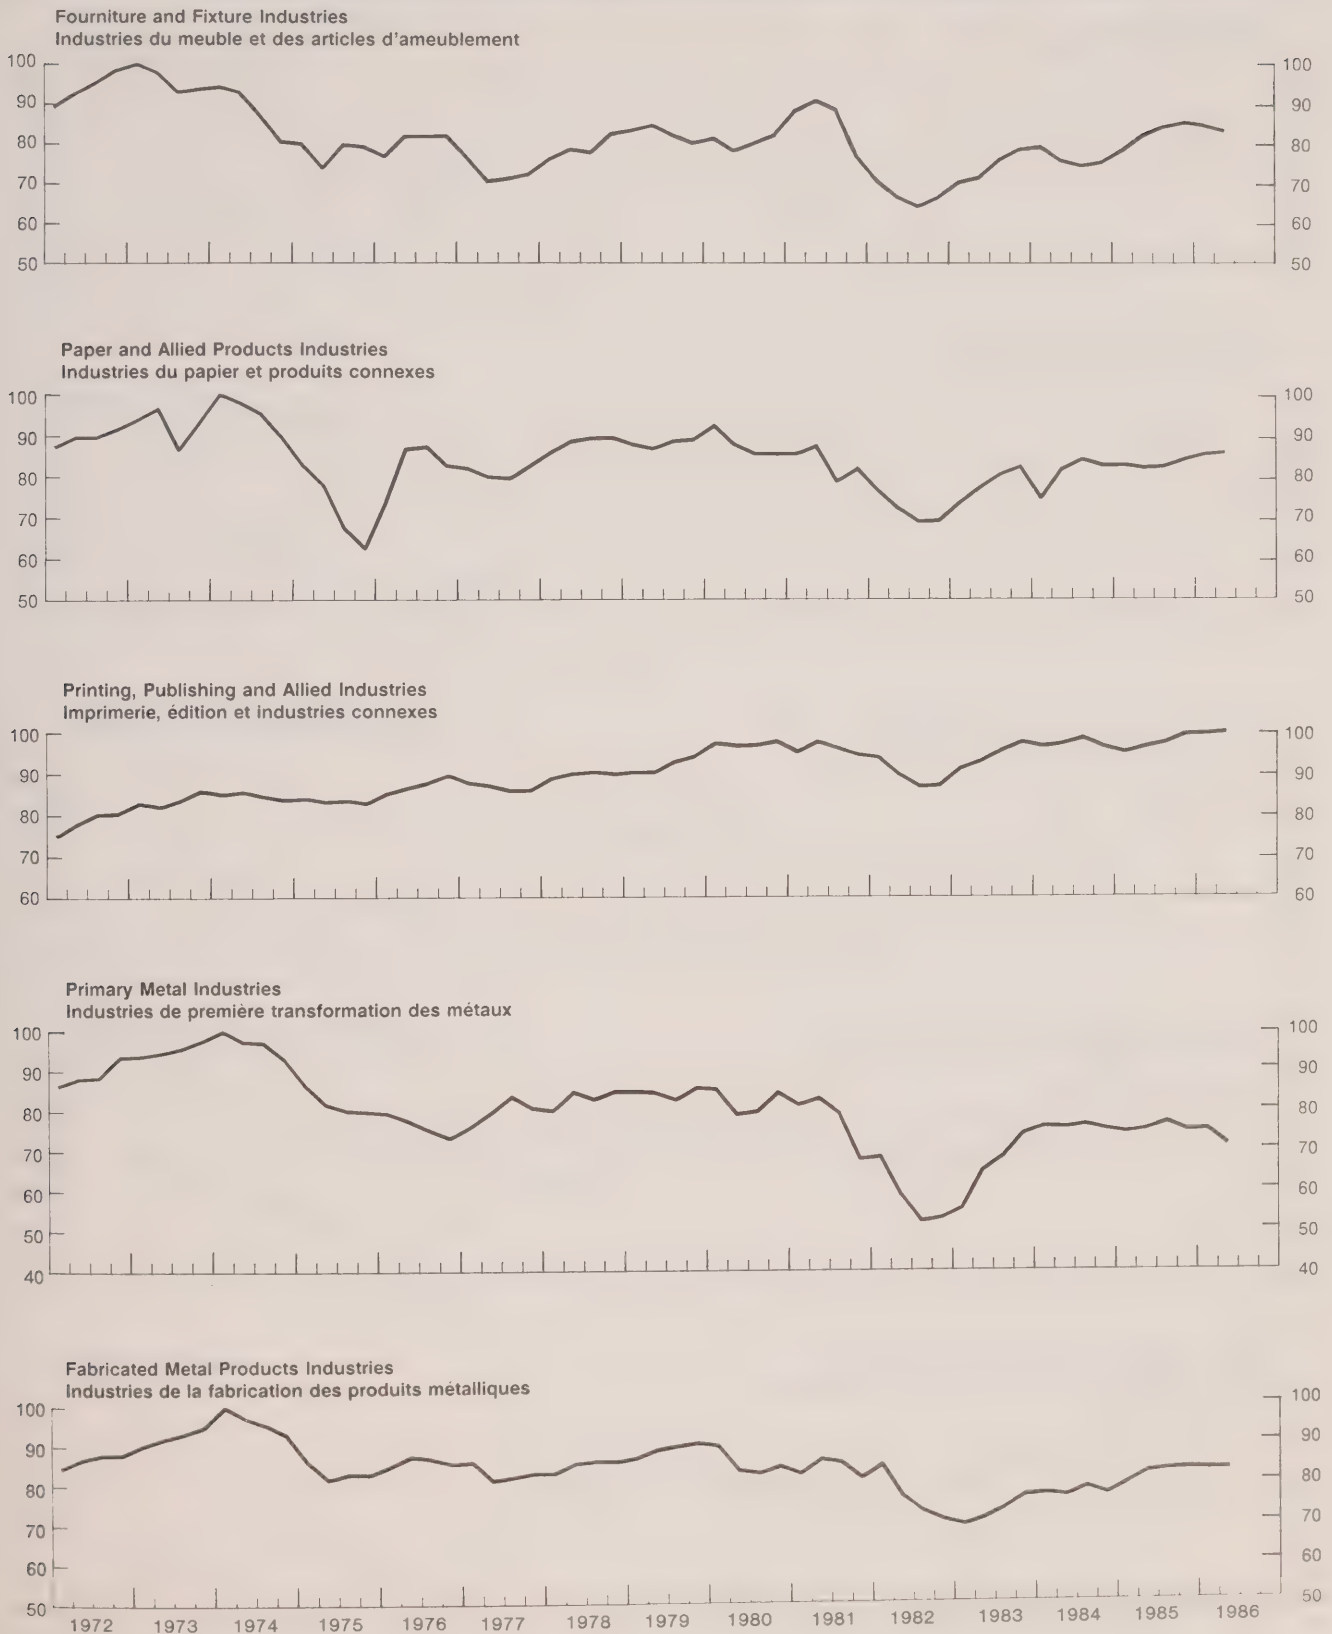 Fourniture and Fixture Industries
Industries du meuble et des articles d'ameublement
100 100
90 90
80 80
70 70
60 60
50 50
Paper and Allied Products Industries
Industries du papier et produits connexes
100 100
90 90
80 80
70 70
60 60
50 50
Printing, Publishing and Allied Industries
Imprimerie, édition et industries connexes
100 100
90 90
80 80
70 70
60 60
Primary Metal Industries
Industries de première transformation des métaux
100 100
90 90
80 80
70 70
60 60
50 50
40 40
Fabricated Metal Products Industries
Industries de la fabrication des produits métalliques
100 100
90 90
80 80
70 70
60 60
50 50
1972 1973 1974 1975 1976 1977 1978 1979 1980 1981 1982 1983 1984 1985 1986